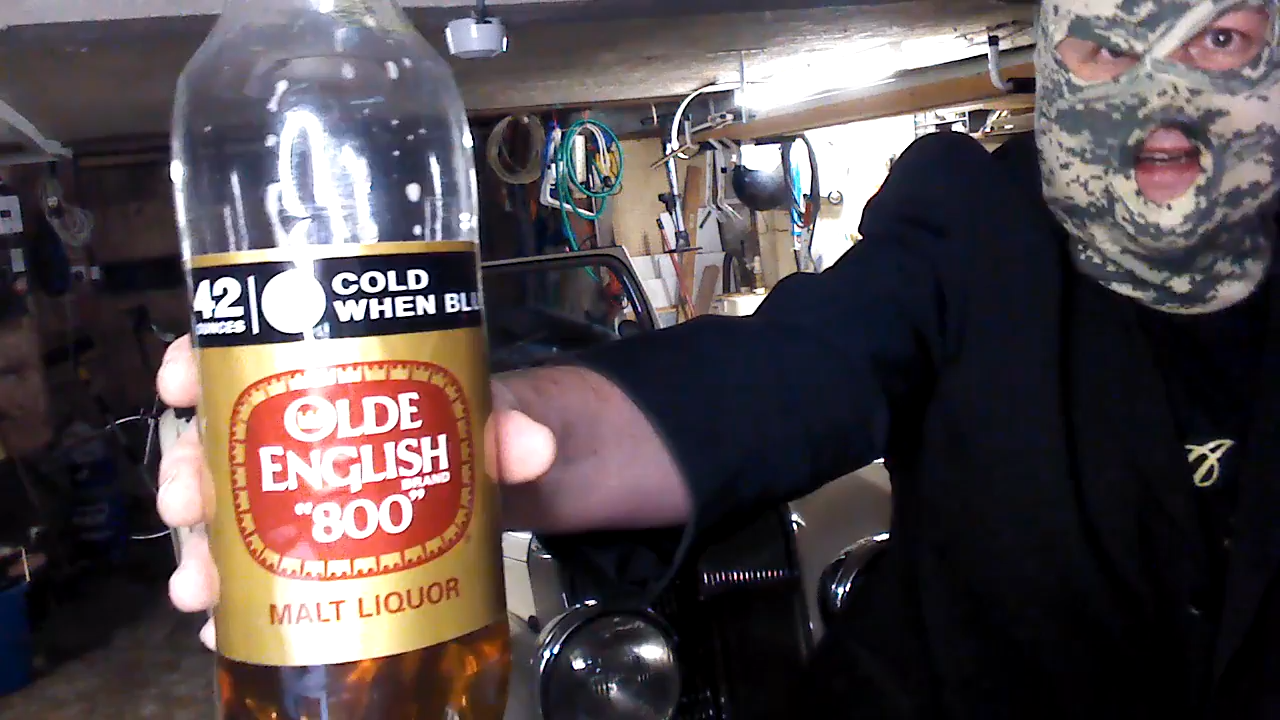 42
OUNCES
COLD
WHEN BLU
OLDE
ENGLISH
BRAND
"800"
MALT LIQUOR